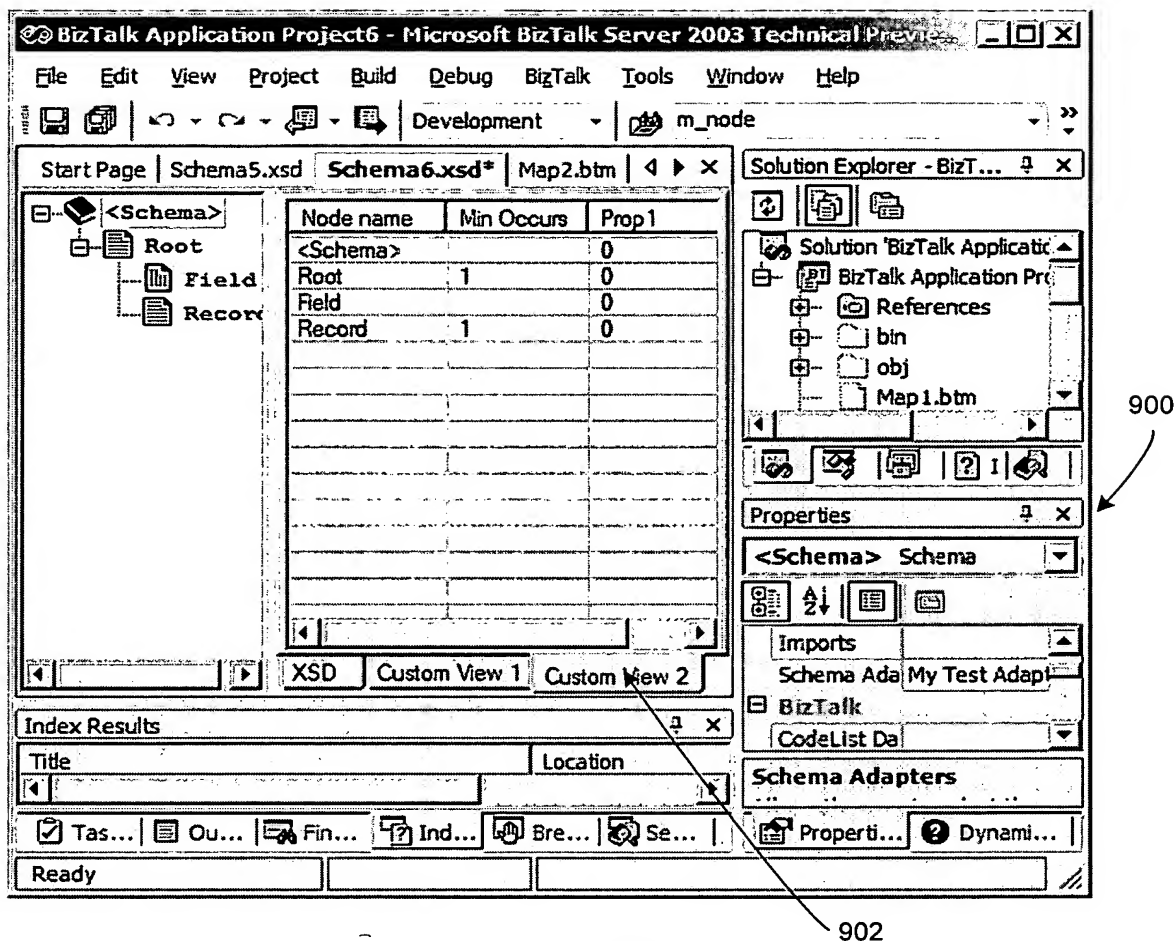 BizTalk Application Project6 - Microsoft BizTalk Server 2003 Technical Preview
File Edit View Project Build Debug BizTalk Tools Window Help
Development m_node
Start Page Schema5.xsd Schema6.xsd* Map2.btm
<Schema>
Root
Field
Record
Node name Min Occurs Prop1
<Schema> 0
Root 1 0
Field 0
Record 1 0
XSD Custom View 1 Custom View 2
Solution Explorer - BizT...
Solution 'BizTalk Applicatic
BizTalk Application Pro
References
bin
obj
Map1.btm
900
Properties
<Schema> Schema
Imports
Schema Ada My Test Adapt
BizTalk
CodeList Da
Schema Adapters
Index Results
Title Location
Tas... Ou... Fin... Ind... Bre... Se...
Properti... Dynami...
Ready
902